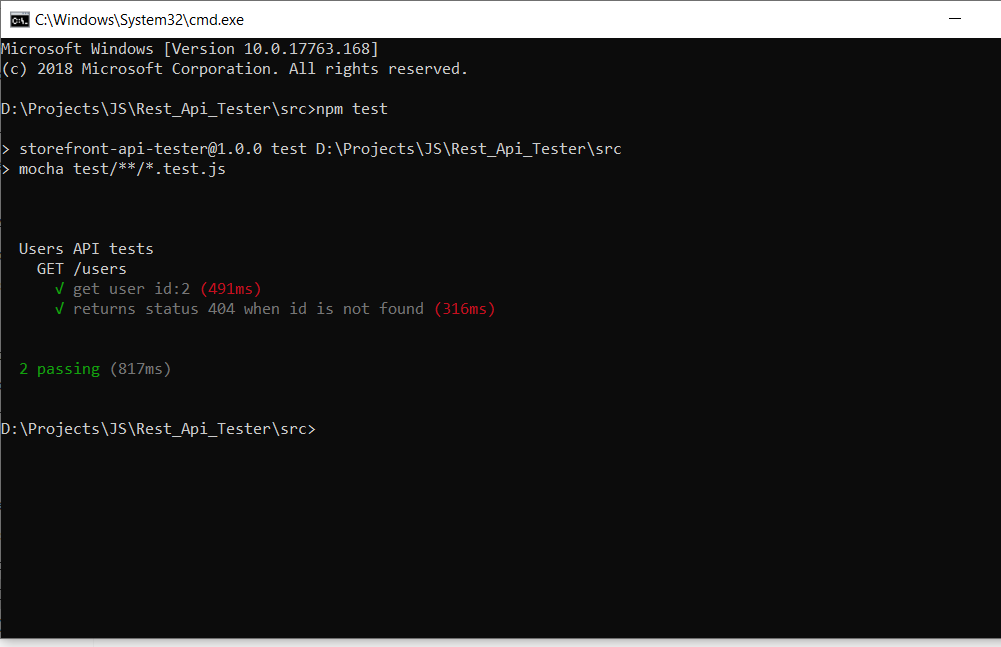 C:\Windows\System32\cmd.exe
Microsoft Windows [Version 10.0.17763.168]
(c) 2018 Microsoft Corporation. All rights reserved.
D:\Projects\JS\Rest_Api_Tester\src>npm test
> storefront-api-tester@1.0.0 test D:\Projects\JS\Rest_Api_Tester\src
> mocha test/**/*.test.js
Users API tests
GET /users
√ get user id:2 (491ms)
√ returns status 404 when id is not found (316ms)
2 passing (817ms)
D:\Projects\JS\Rest_Api_Tester\src>